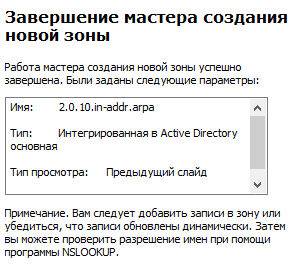 Завершение мастера создания
новой зоны
Работа мастера создания новой зоны успешно
завершена. Были заданы следующие параметры:
Имя: 2.0.10.in-addr.arpa
Тип: Интегрированная в Active Directory
основная
Тип просмотра: Предыдущий слайд
Примечание. Вам следует добавить записи в зону или
убедиться, что записи обновлены динамически. Затем
вы можете проверить разрешение имен при помощи
программы NSLOOKUP.